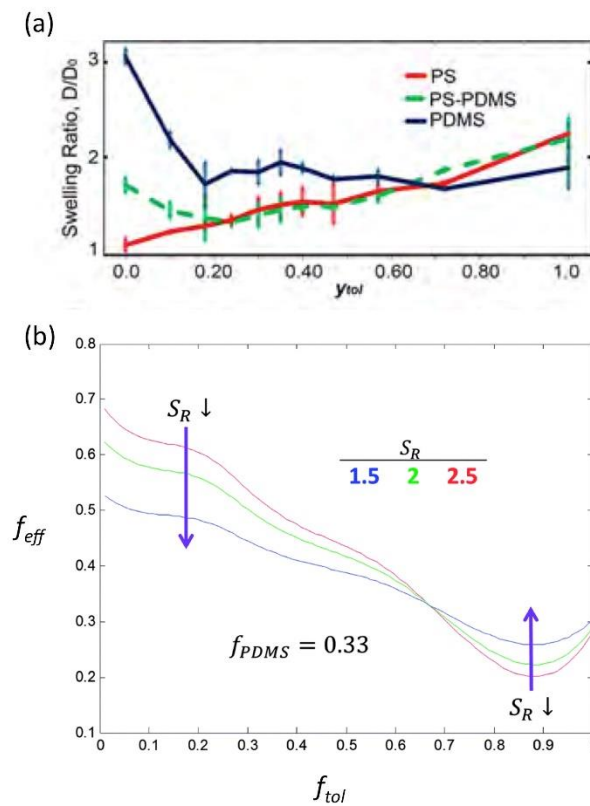 (a)
Swelling Ratio, D/D₀
3
2
1
PS
PS-PDMS
PDMS
0.0 0.20 0.40 0.60 0.80 1.0
y_tol
(b)
0.8
0.7
0.6
0.5
0.4
0.3
0.2
0.1
f_eff
S_R ↓
S_R
1.5 2 2.5
f_PDMS = 0.33
S_R ↓
0 0.1 0.2 0.3 0.4 0.5 0.6 0.7 0.8 0.9
f_tol